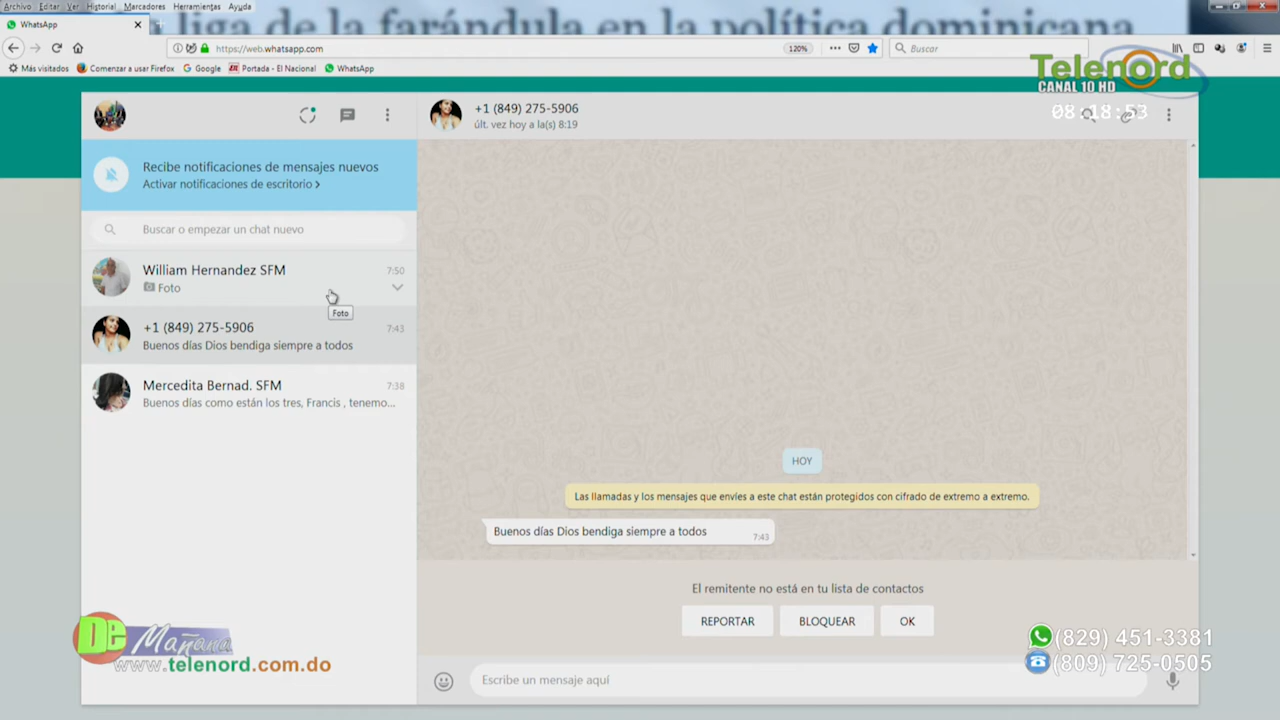 Archivo Editar Ver Historial Marcadores Herramientas Ayuda
liga de la farándula en la política dominicana
WhatsApp
https://web.whatsapp.com
120%
Buscar
Más visitados Comenzar a usar Firefox Google Portada - El Nacional WhatsApp
Telenord
CANAL 10 HD
08:18:53
+1 (849) 275-5906
últ. vez hoy a la(s) 8:19
Recibe notificaciones de mensajes nuevos
Activar notificaciones de escritorio >
Buscar o empezar un chat nuevo
William Hernandez SFM 7:50
Foto
Foto
+1 (849) 275-5906 7:43
Buenos días Dios bendiga siempre a todos
Mercedita Bernad. SFM 7:38
Buenos días como están los tres, Francis , tenemo...
HOY
Las llamadas y los mensajes que envíes a este chat están protegidos con cifrado de extremo a extremo.
Buenos días Dios bendiga siempre a todos 7:43
El remitente no está en tu lista de contactos
REPORTAR BLOQUEAR OK
Escribe un mensaje aquí
De Mañana
www.telenord.com.do
(829) 451-3381
(809) 725-0505